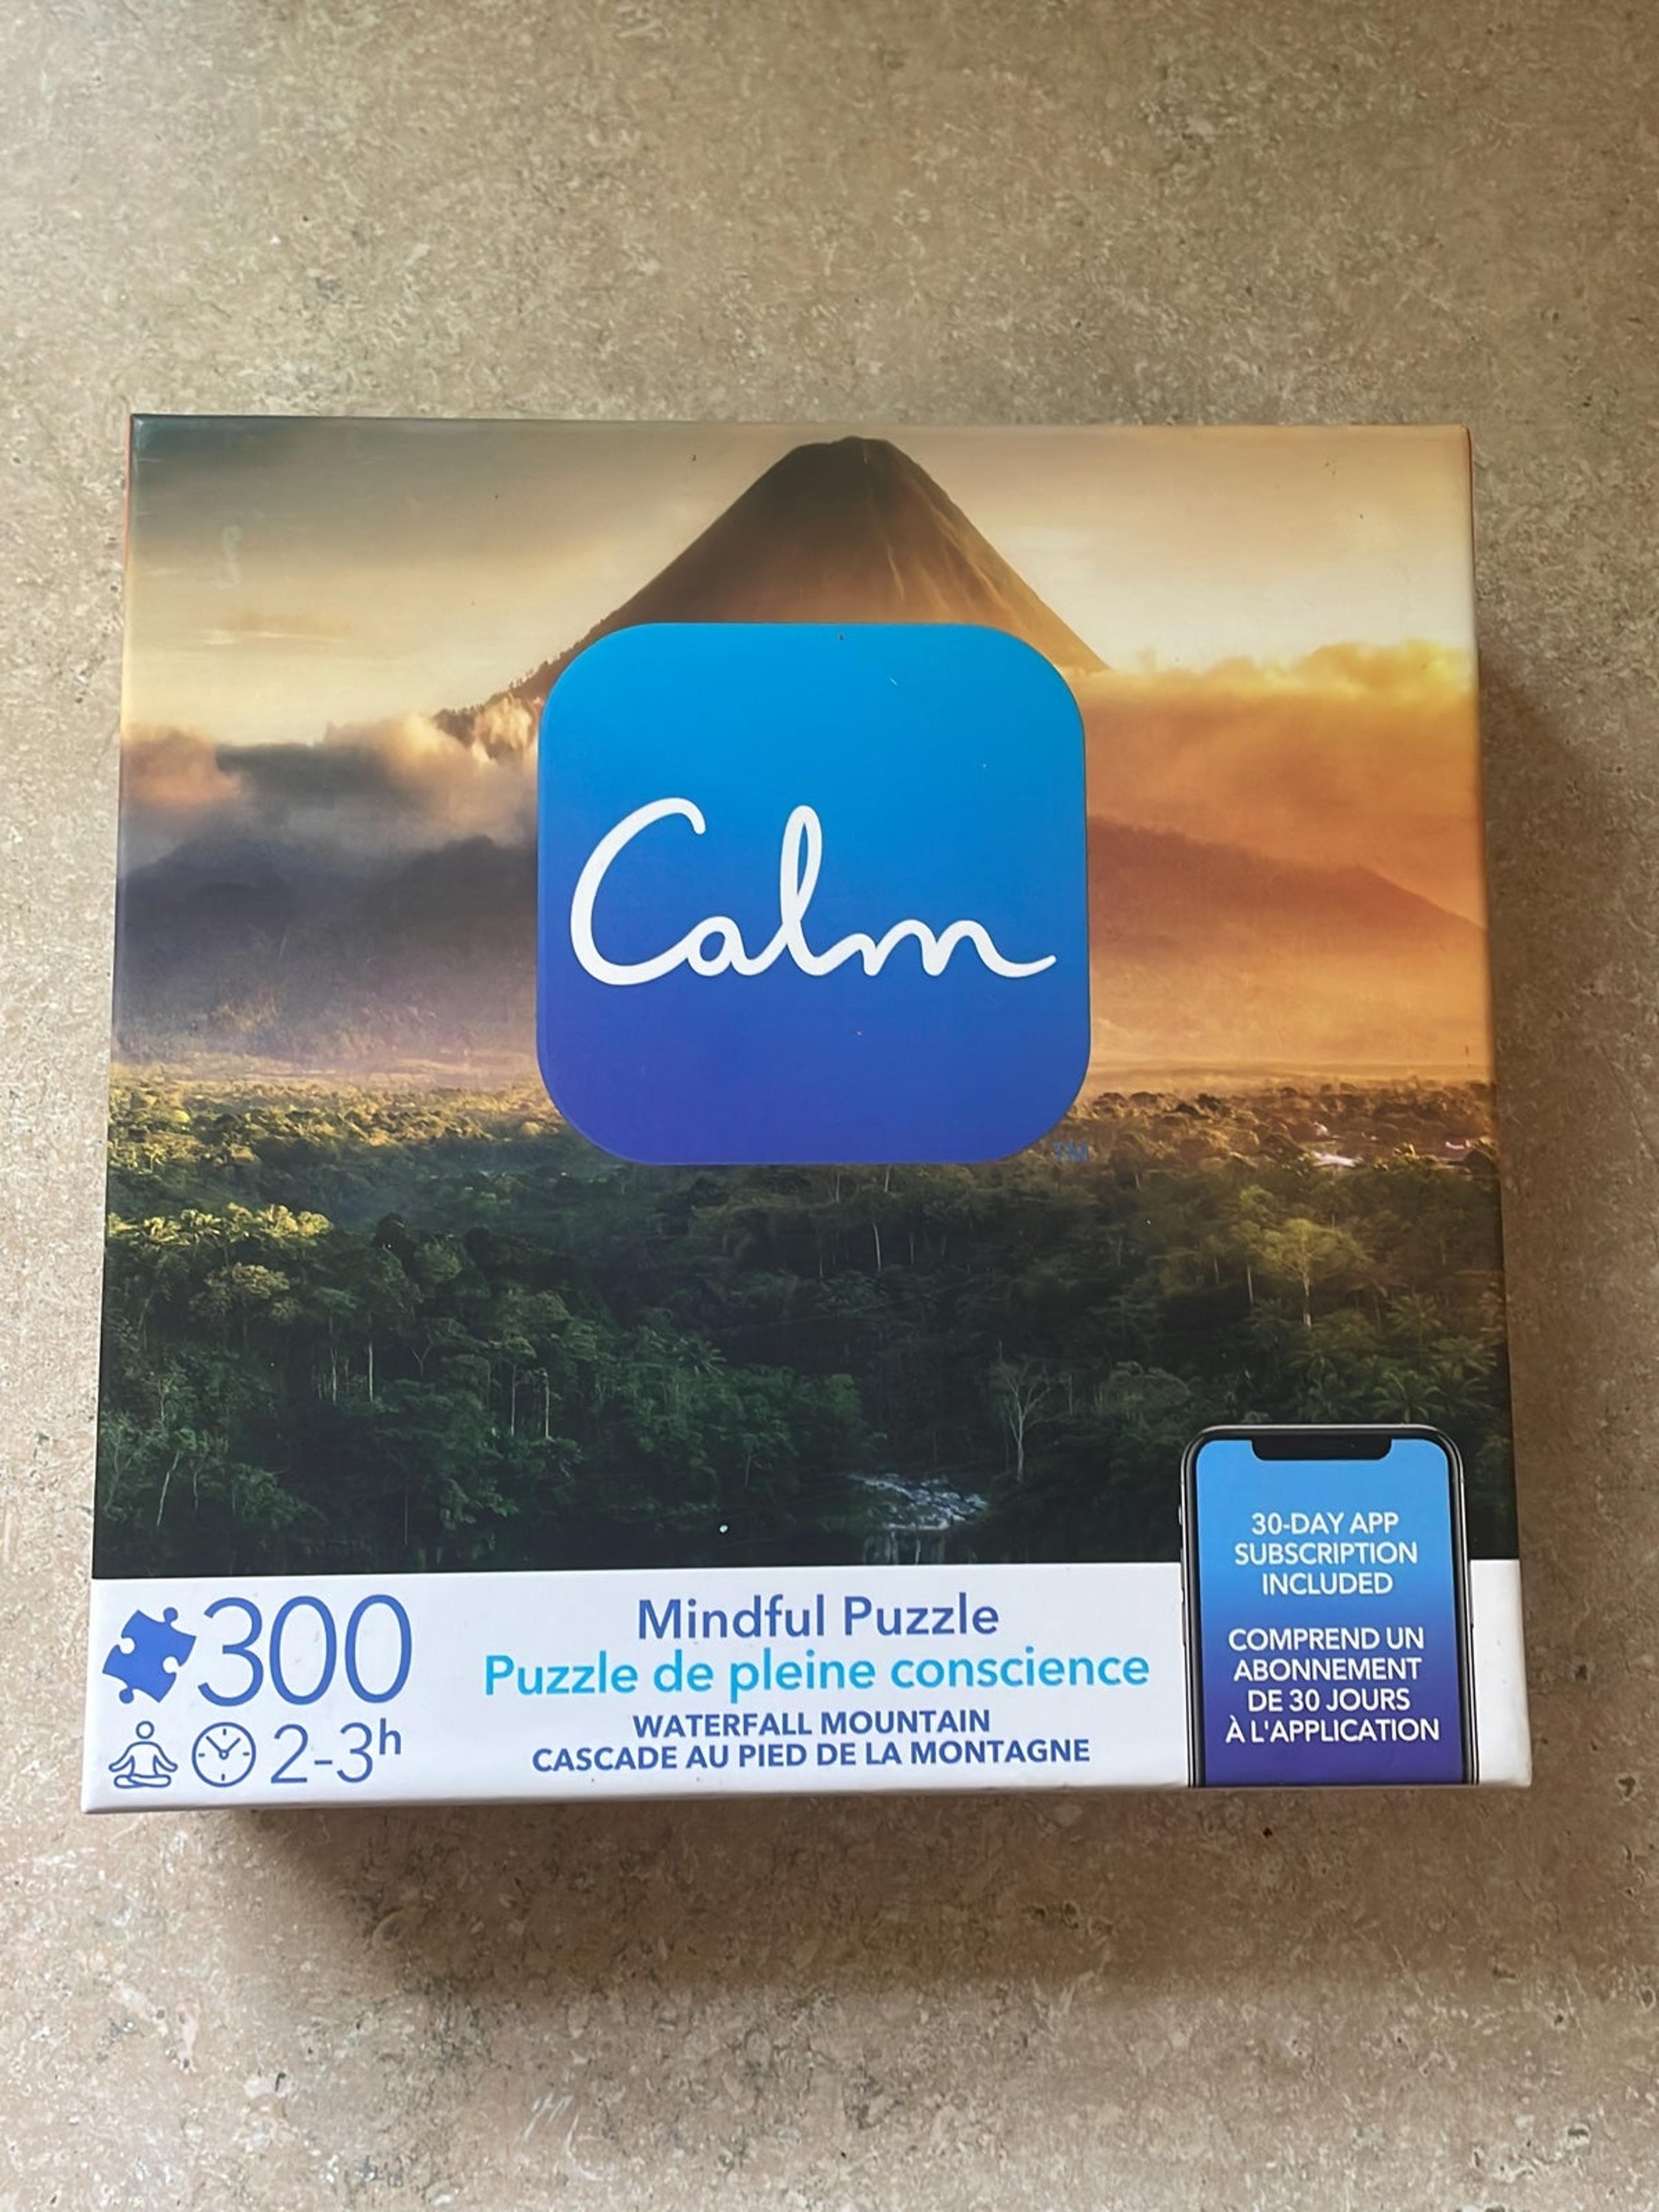 Calm
TM
300
2-3h
Mindful Puzzle
Puzzle de pleine conscience
WATERFALL MOUNTAIN
CASCADE AU PIED DE LA MONTAGNE
30-DAY APP
SUBSCRIPTION
INCLUDED
COMPREND UN
ABONNEMENT
DE 30 JOURS
À L'APPLICATION